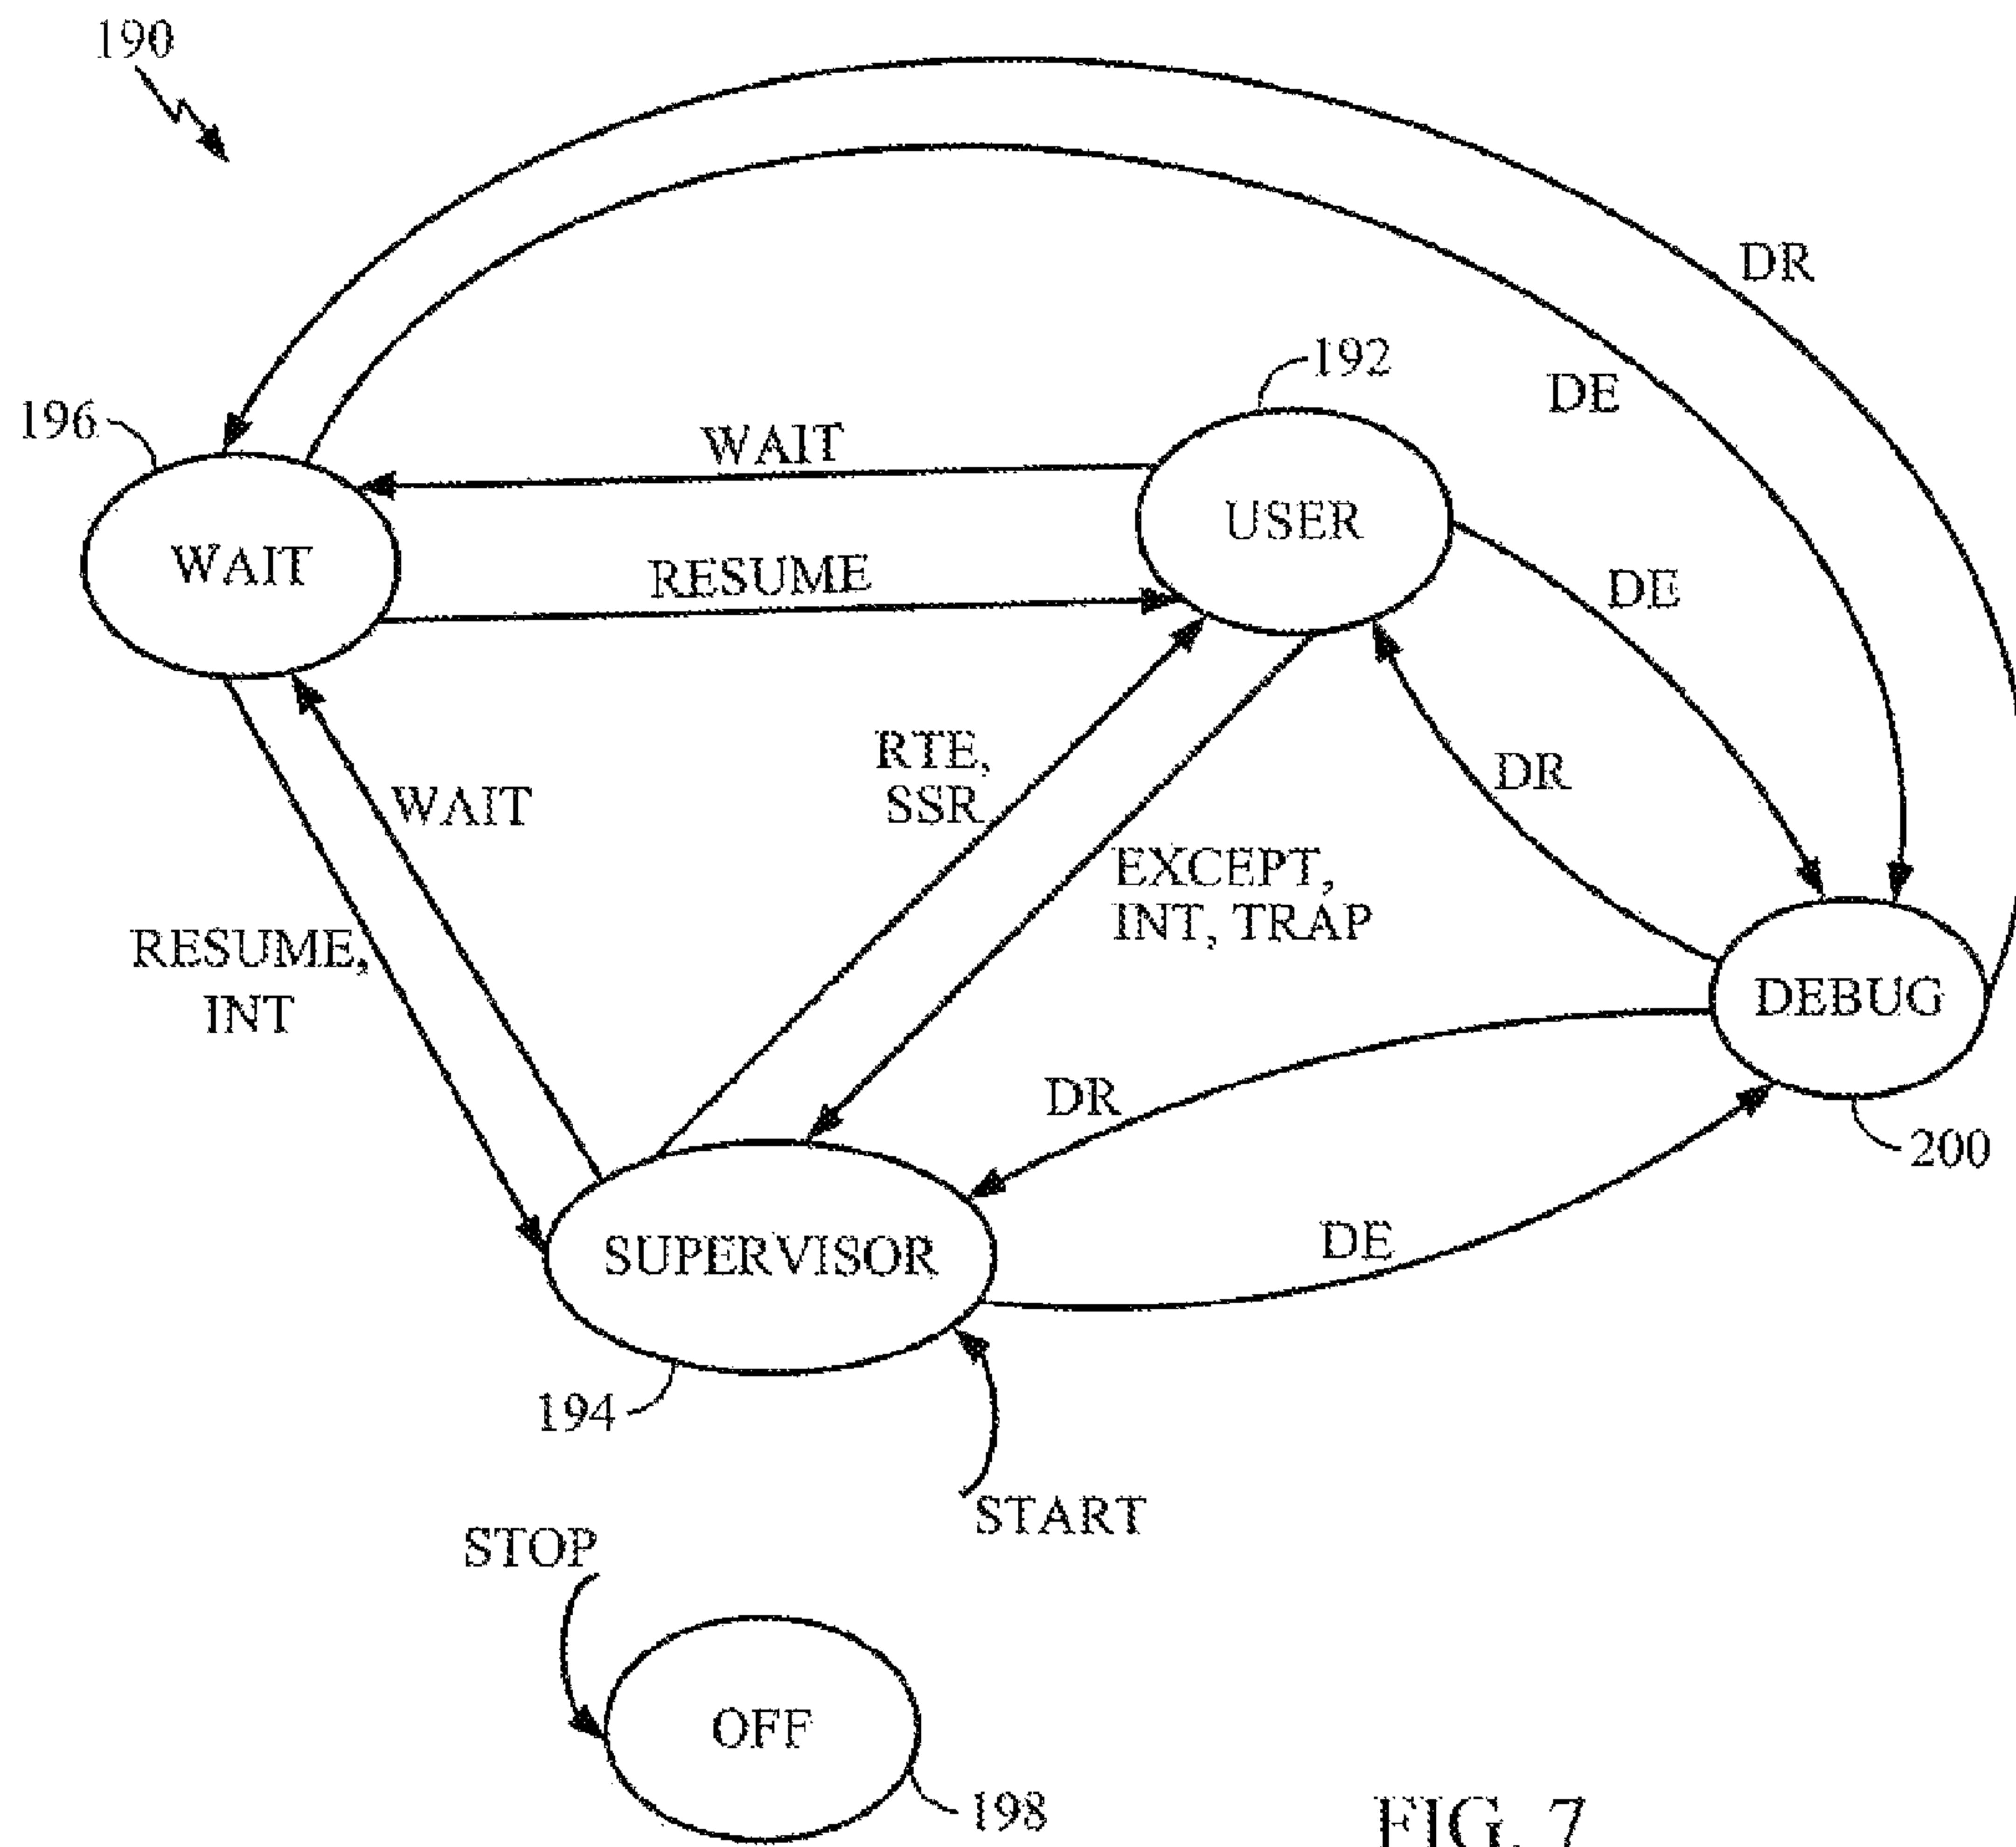 190
DR
192
DE
196
WAIT
USER
WAIT
RESUME
DE
RTE,
SSR
DR
WAIT
EXCEPT,
INT, TRAP
RESUME,
INT
DEBUG
DR
200
DE
SUPERVISOR
194
START
STOP
OFF
198
FIG. 7